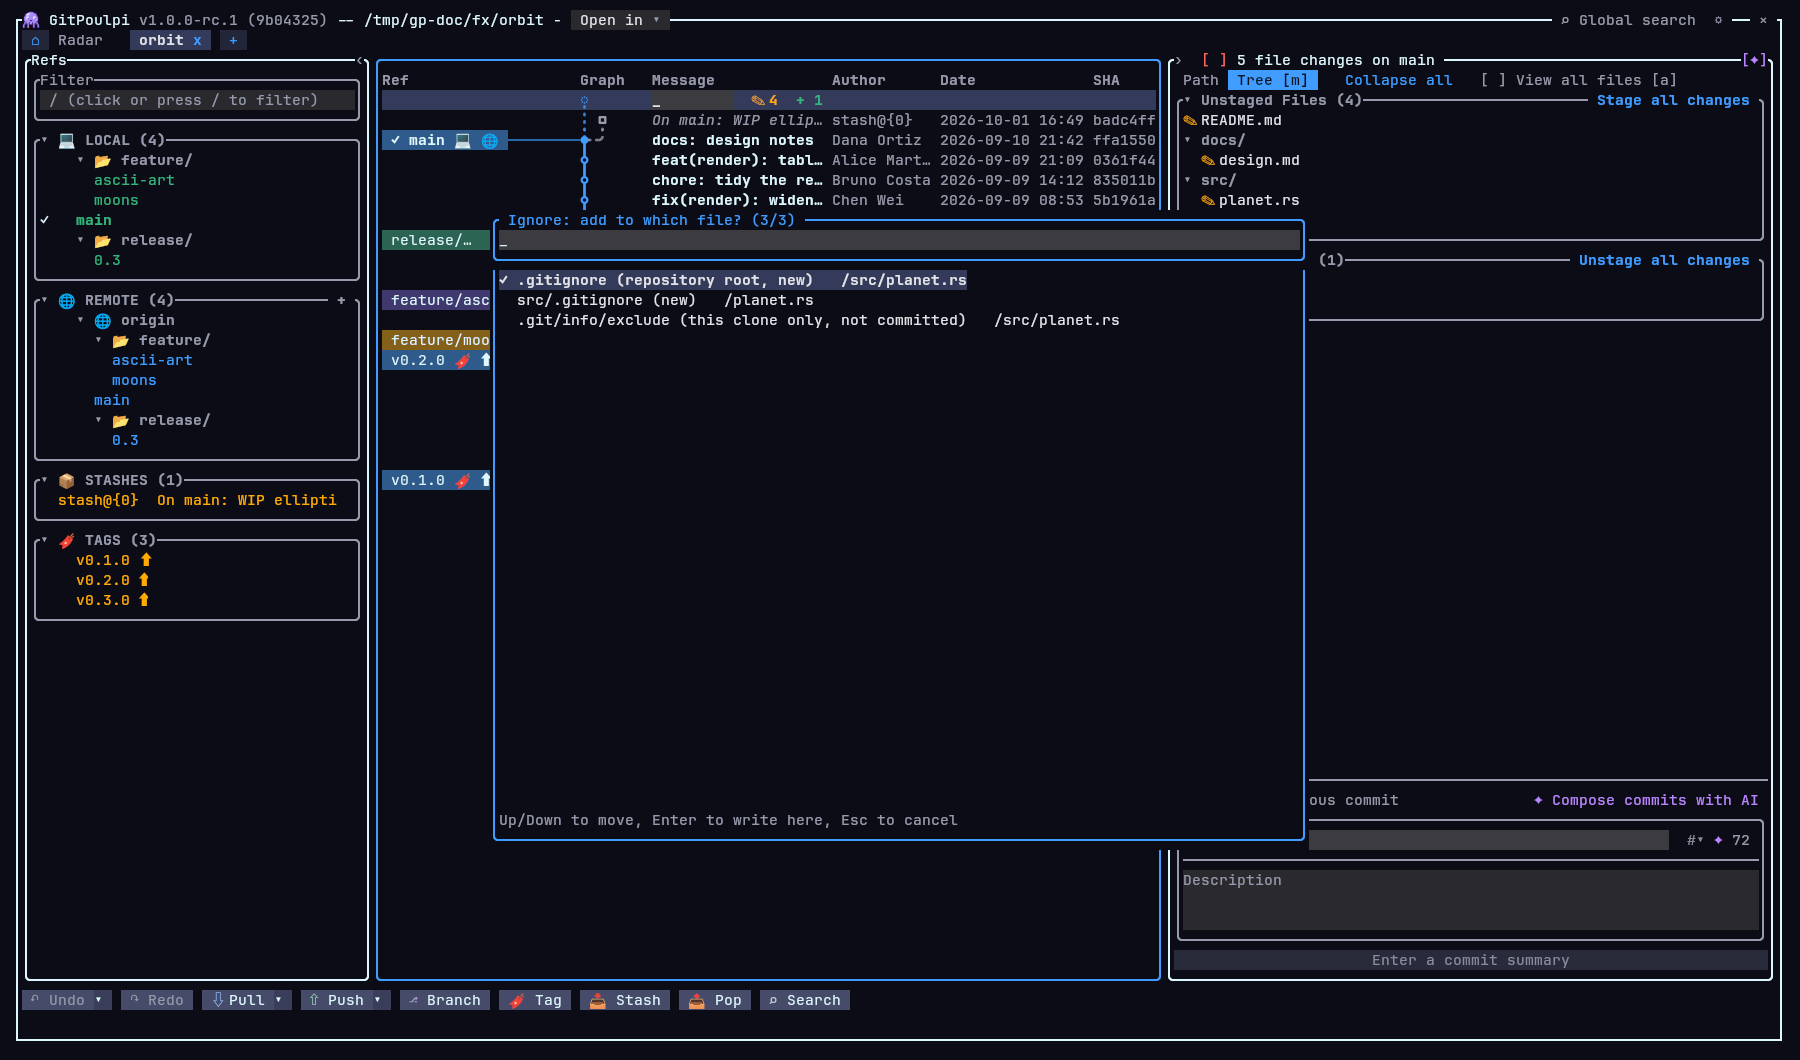 GitPoulpi v1.0.0-rc.1 (9b04325) -- /tmp/gp-doc/fx/orbit - Open in ▾ ⌕ Global search ⚙ ×
⌂ Radar orbit x +
Refs
Filter
/ (click or press / to filter)
LOCAL (4)
feature/
ascii-art
moons
✓ main
release/
0.3
REMOTE (4) +
origin
feature/
ascii-art
moons
main
release/
0.3
STASHES (1)
stash@{0} On main: WIP ellipti
TAGS (3)
v0.1.0 ⬆
v0.2.0 ⬆
v0.3.0 ⬆
Ref Graph Message Author Date SHA
_ 4 + 1
On main: WIP ellip… stash@{0} 2026-10-01 16:49 badc4ff
✓ main docs: design notes Dana Ortiz 2026-09-10 21:42 ffa1550
feat(render): tabl… Alice Mart… 2026-09-09 21:09 0361f44
chore: tidy the re… Bruno Costa 2026-09-09 14:12 835011b
fix(render): widen… Chen Wei 2026-09-09 08:53 5b1961a
release/…
feature/asc
feature/moo
v0.2.0 ⬆
v0.1.0 ⬆
Ignore: add to which file? (3/3)
_
✓ .gitignore (repository root, new) /src/planet.rs
src/.gitignore (new) /planet.rs
.git/info/exclude (this clone only, not committed) /src/planet.rs
Up/Down to move, Enter to write here, Esc to cancel
[ ] 5 file changes on main [✦]
Path Tree [m] Collapse all [ ] View all files [a]
Unstaged Files (4) Stage all changes
README.md
docs/
design.md
src/
planet.rs
(1) Unstage all changes
ous commit ✦ Compose commits with AI
#▾ ✦ 72
Description
Enter a commit summary
↶ Undo ▾ ↷ Redo ⇩ Pull ▾ ⇧ Push ▾ Branch Tag Stash Pop ⌕ Search